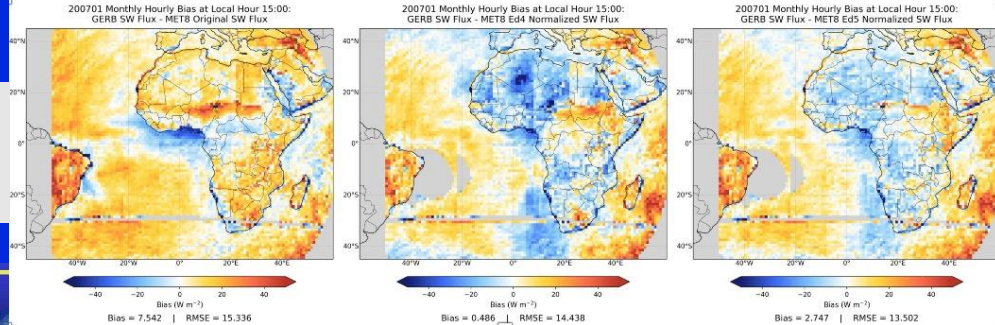 200701 Monthly Hourly Bias at Local Hour 15:00:
GERB SW Flux - MET8 Original SW Flux
40°N
20°N
0°
20°S
40°S
40°W
20°W
0°
20°E
40°E
−40
−20
0
20
40
Bias (W m⁻²)
Bias = 7.542 | RMSE = 15.336
200701 Monthly Hourly Bias at Local Hour 15:00:
GERB SW Flux - MET8 Ed4 Normalized SW Flux
40°N
20°N
0°
20°S
40°S
40°W
20°W
0°
20°E
40°E
−40
−20
0
20
40
Bias (W m⁻²)
Bias = 0.486 | RMSE = 14.438
200701 Monthly Hourly Bias at Local Hour 15:00:
GERB SW Flux - MET8 Ed5 Normalized SW Flux
40°N
20°N
0°
20°S
40°S
40°W
20°W
0°
20°E
40°E
−40
−20
0
20
40
Bias (W m⁻²)
Bias = 2.747 | RMSE = 13.502